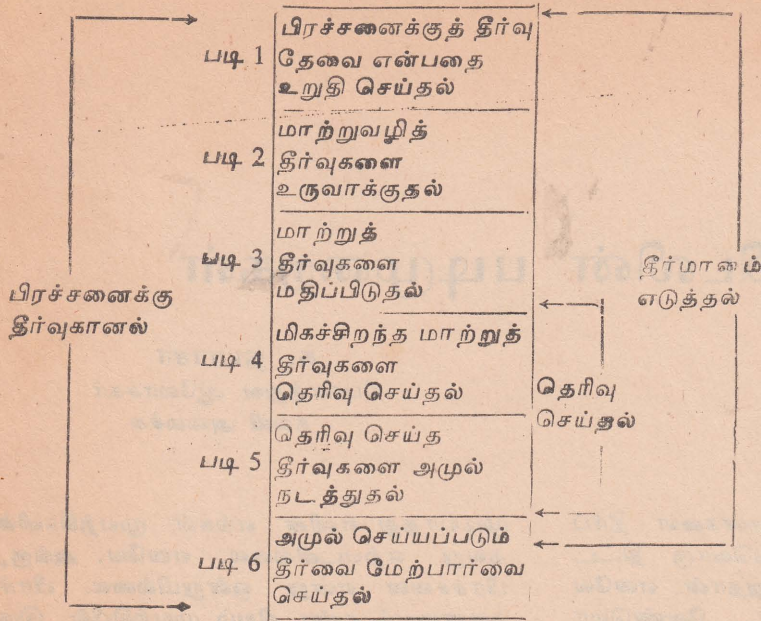 பிரச்சனைக்குத் தீர்வு
படி 1 தேவை என்பதை
உறுதி செய்தல்
மாற்றுவழித்
படி 2 தீர்வுகளை
உருவாக்குதல்
மாற்றுத்
படி 3 தீர்வுகளை
மதிப்பிடுதல்
பிரச்சனைக்கு
தீர்வுகானல்
தீர்மானம்
எடுத்தல்
மிகச்சிறந்த மாற்றுத்
படி 4 தீர்வுகளை
தெரிவு செய்தல்
தெரிவு
செய்தல்
தெரிவு செய்த
படி 5 தீர்வுகளை அமுல்
நடத்துதல்
அமுல் செய்யப்படும்
படி 6 தீர்வை மேற்பார்வை
செய்தல்